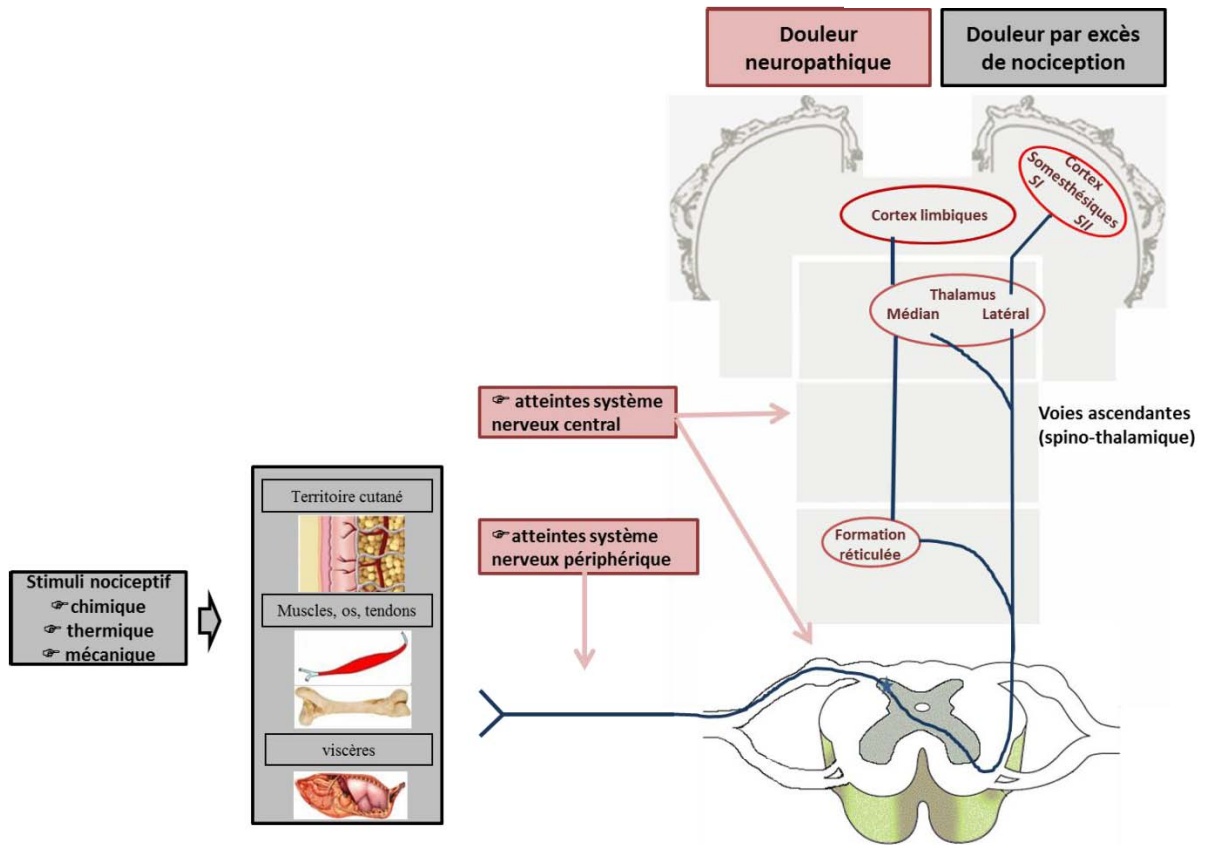 Douleur
neuropathique
Douleur par excès
de nociception
Cortex
Somesthésiques
SI
SII
Cortex limbiques
Thalamus
Médian
Latéral
☞ atteintes système
nerveux central
Voies ascendantes
(spino-thalamique)
Territoire cutané
☞ atteintes système
nerveux périphérique
Formation
réticulée
Stimuli nociceptif
☞ chimique
☞ thermique
☞ mécanique
Muscles, os, tendons
viscères